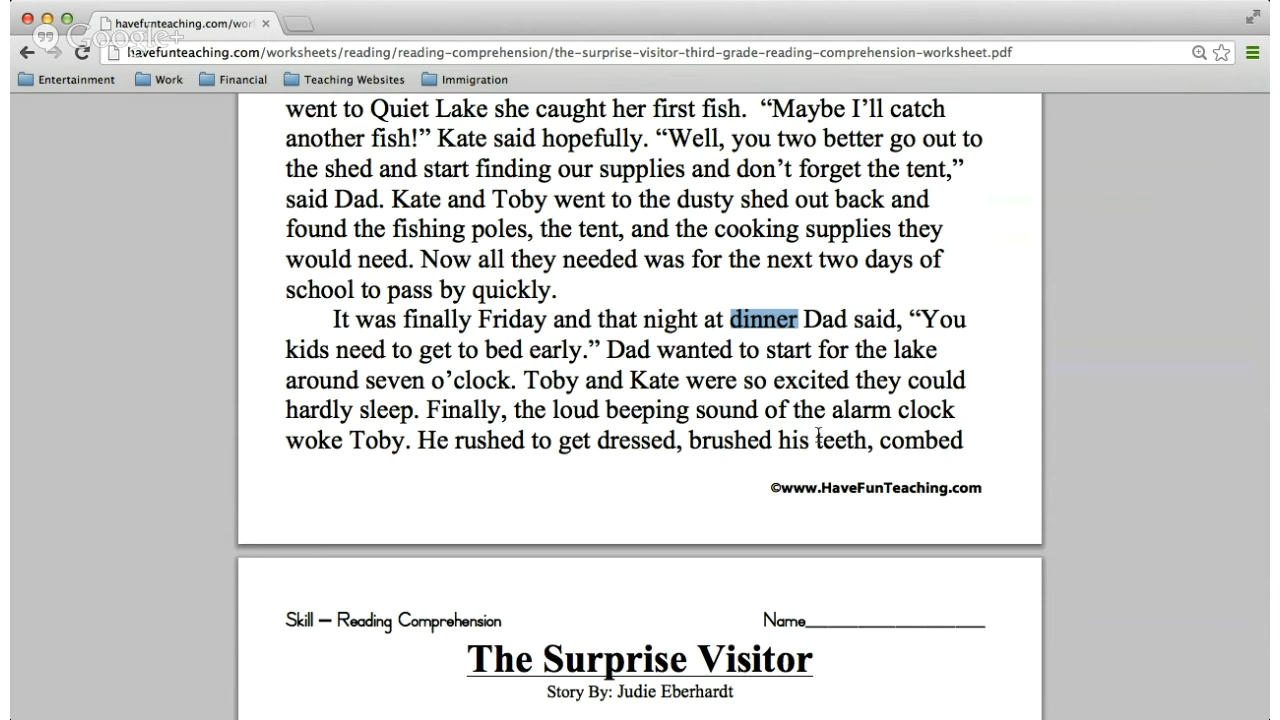 havefunteaching.com/wor
Google+
havefunteaching.com/worksheets/reading/reading-comprehension/the-surprise-visitor-third-grade-reading-comprehension-worksheet.pdf
Entertainment Work Financial Teaching Websites Immigration
went to Quiet Lake she caught her first fish. “Maybe I’ll catch
another fish!” Kate said hopefully. “Well, you two better go out to
the shed and start finding our supplies and don’t forget the tent,”
said Dad. Kate and Toby went to the dusty shed out back and
found the fishing poles, the tent, and the cooking supplies they
would need. Now all they needed was for the next two days of
school to pass by quickly.
It was finally Friday and that night at dinner Dad said, “You
kids need to get to bed early.” Dad wanted to start for the lake
around seven o’clock. Toby and Kate were so excited they could
hardly sleep. Finally, the loud beeping sound of the alarm clock
woke Toby. He rushed to get dressed, brushed his teeth, combed
©www.HaveFunTeaching.com
Skill – Reading Comprehension Name____________________
The Surprise Visitor
Story By: Judie Eberhardt